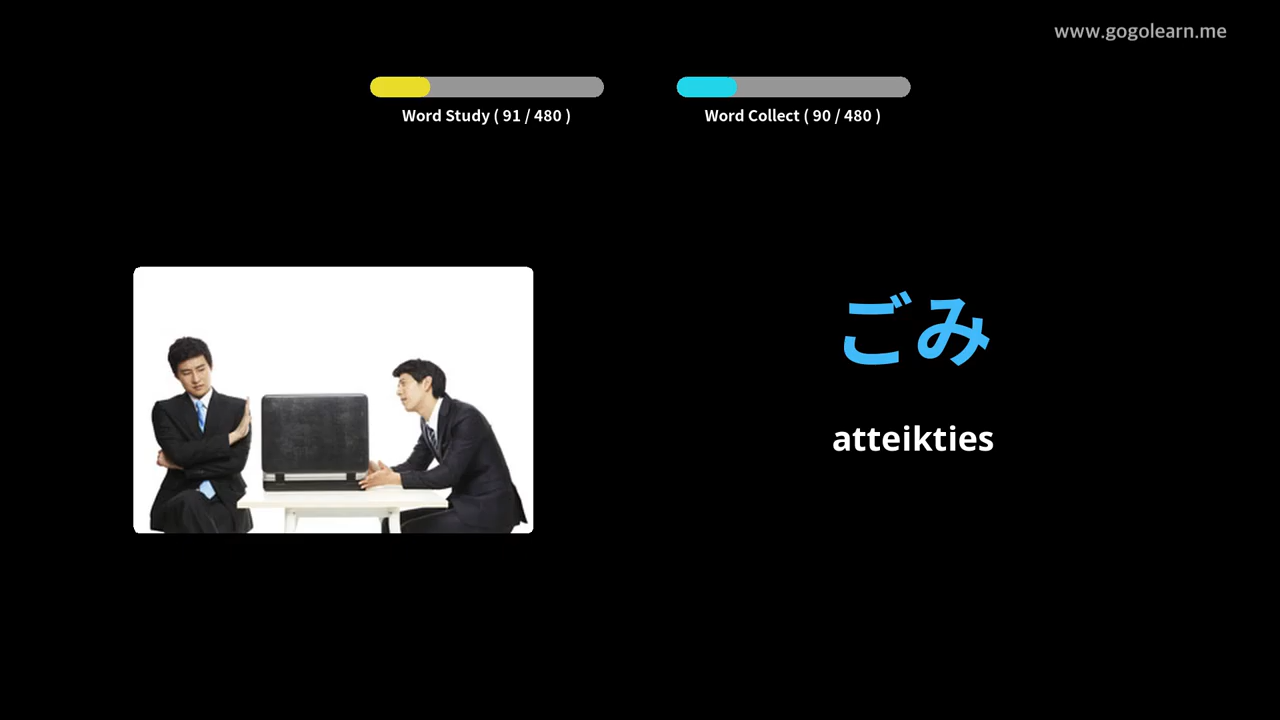 www.gogolearn.me
Word Study ( 91 / 480 )
Word Collect ( 90 / 480 )
ごみ
atteikties